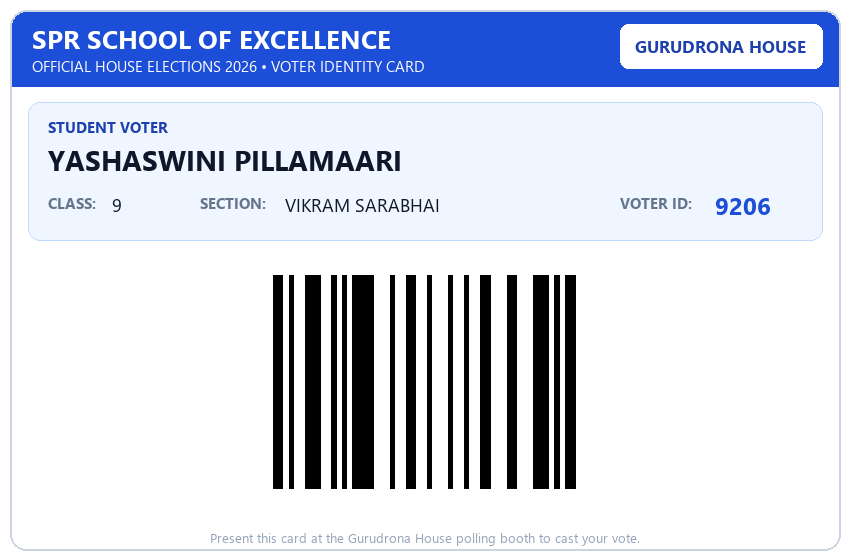 SPR SCHOOL OF EXCELLENCE
OFFICIAL HOUSE ELECTIONS 2026 • VOTER IDENTITY CARD
GURUDRONA HOUSE
STUDENT VOTER
YASHASWINI PILLAMAARI
CLASS: 9 SECTION: VIKRAM SARABHAI VOTER ID: 9206
Present this card at the Gurudrona House polling booth to cast your vote.